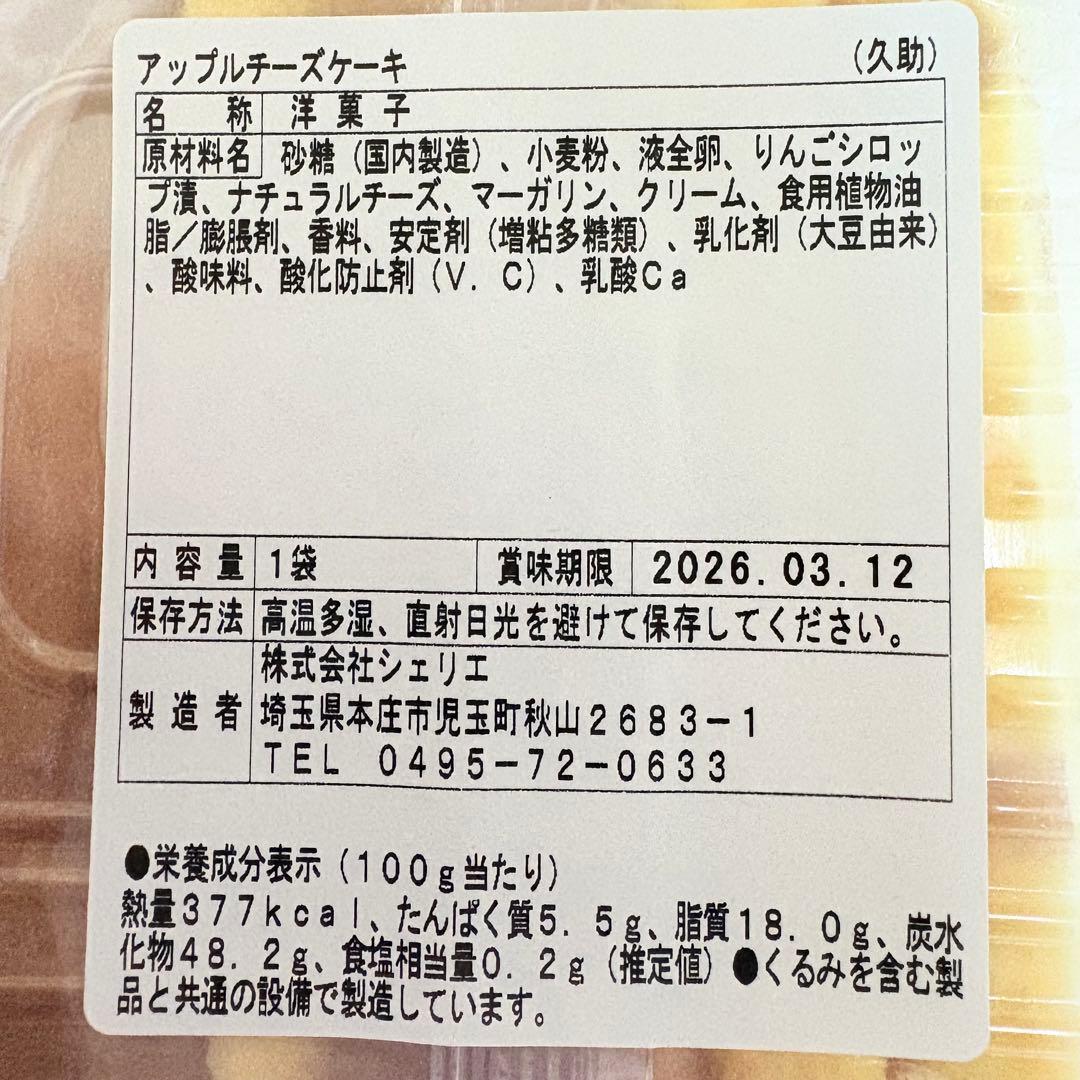 アップルチーズケーキ （久助）
名称 洋菓子
原材料名 砂糖（国内製造）、小麦粉、液全卵、りんごシロッ
プ漬、ナチュラルチーズ、マーガリン、クリーム、食用植物油
脂／膨脹剤、香料、安定剤（増粘多糖類）、乳化剤（大豆由来）
、酸味料、酸化防止剤（Ｖ．Ｃ）、乳酸Ｃａ
内容量 １袋 賞味期限 2026.03.12
保存方法 高温多湿、直射日光を避けて保存してください。
製造者 株式会社シェリエ
埼玉県本庄市児玉町秋山２６８３－１
ＴＥＬ ０４９５－７２－０６３３
●栄養成分表示（１００ｇ当たり）
熱量３７７ｋｃａｌ、たんぱく質５．５ｇ、脂質１８．０ｇ、炭水
化物４８．２ｇ、食塩相当量０．２ｇ（推定値）●くるみを含む製
品と共通の設備で製造しています。